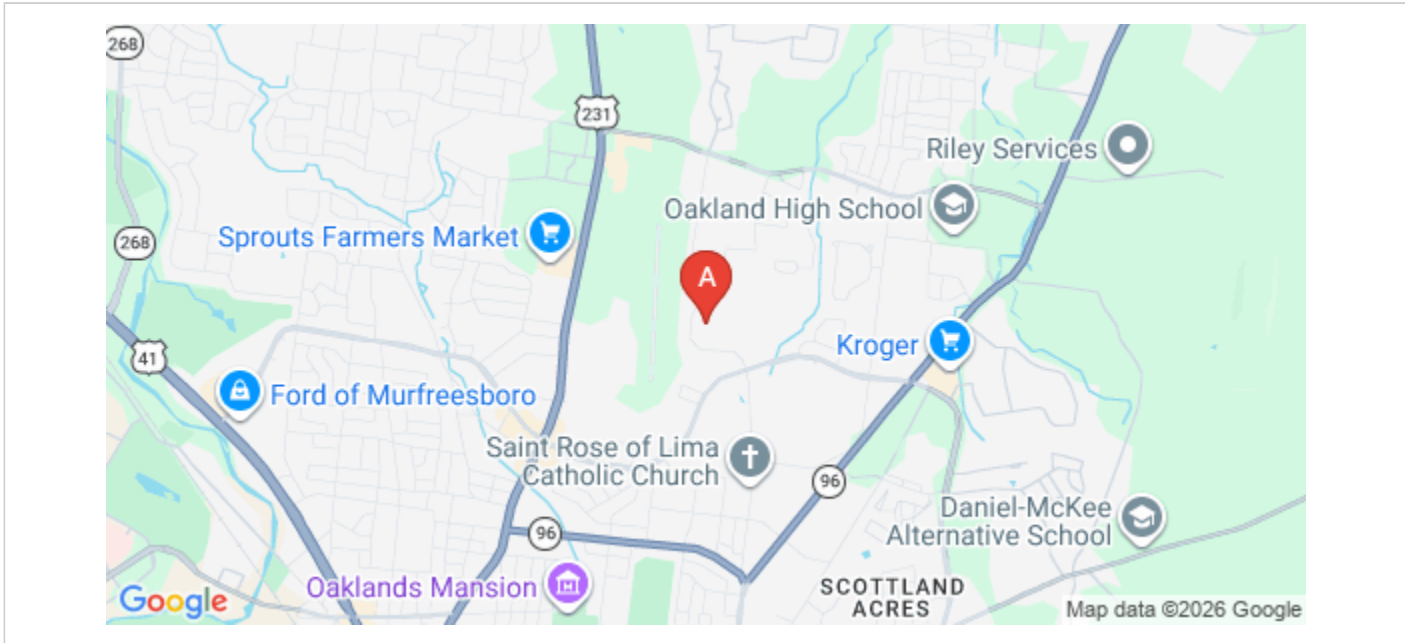 268
231
Riley Services
Oakland High School
Sprouts Farmers Market
268
A
Kroger
41
Ford of Murfreesboro
Saint Rose of Lima
Catholic Church
96
Daniel-McKee
Alternative School
96
Oaklands Mansion
SCOTTLAND
ACRES
Google
Map data ©2026 Google